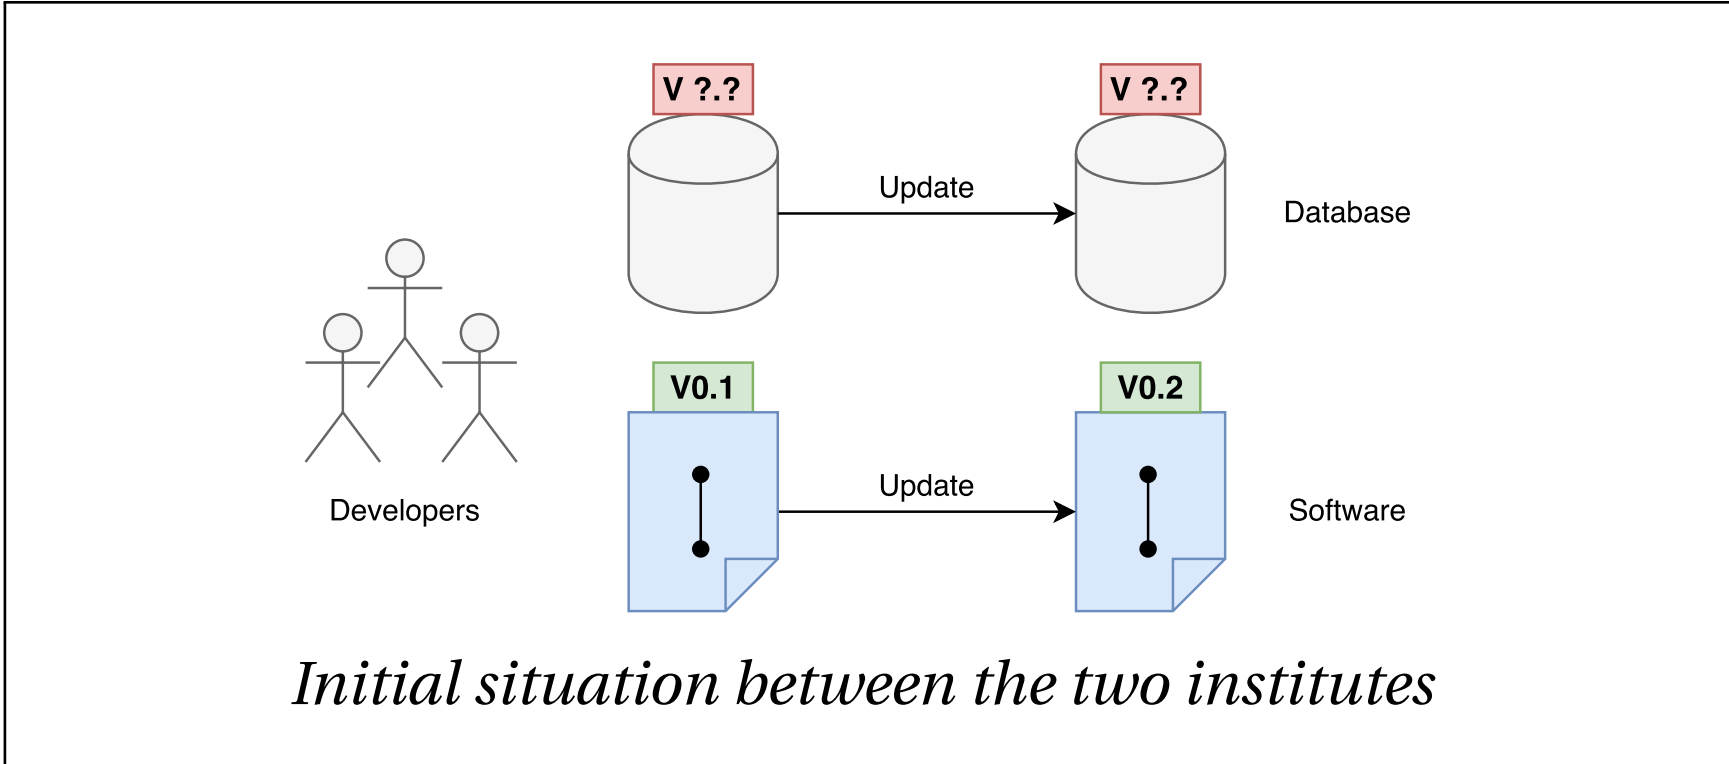 V ?.?
V ?.?
Update
Database
V0.1
V0.2
Update
Developers
Software
Initial situation between the two institutes